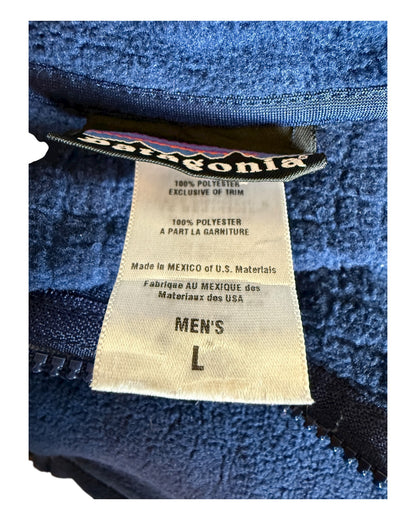 patagonia
100% POLYESTER
EXCLUSIVE OF TRIM
100% POLYESTER
A PART LA GARNITURE
Made in MEXICO of U.S. Materials
Fabrique AU MEXIQUE des
Materiaux des USA
MEN'S
L